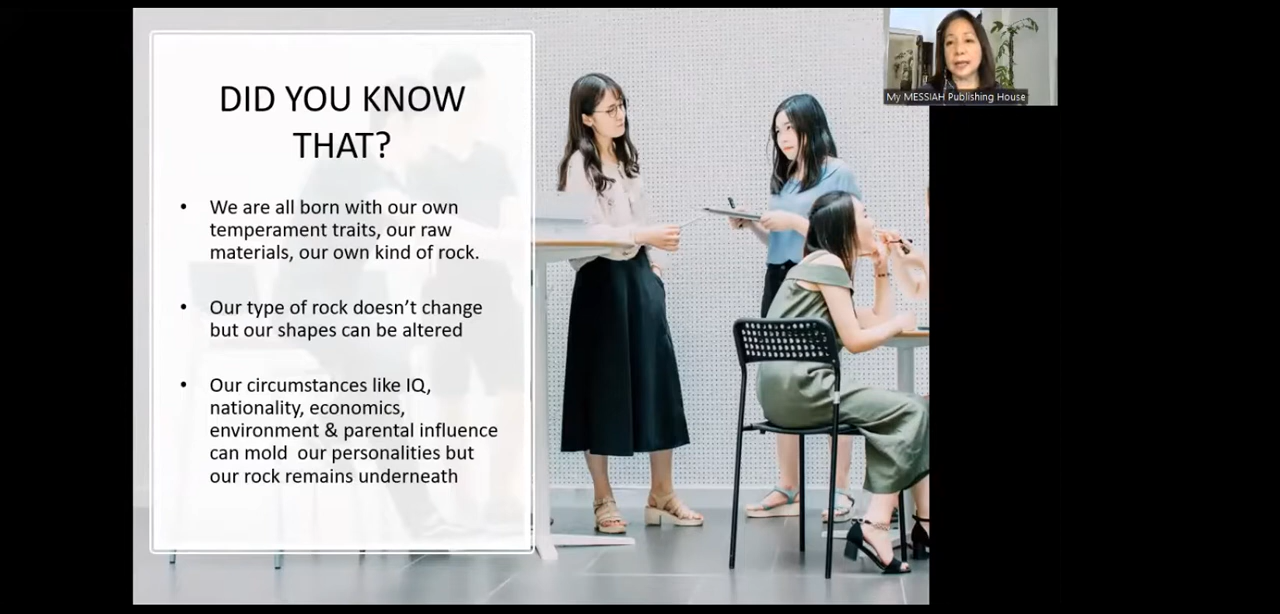 DID YOU KNOW
THAT?
• We are all born with our own
temperament traits, our raw
materials, our own kind of rock.
• Our type of rock doesn’t change
but our shapes can be altered
• Our circumstances like IQ,
nationality, economics,
environment & parental influence
can mold  our personalities but
our rock remains underneath
My MESSIAH Publishing House